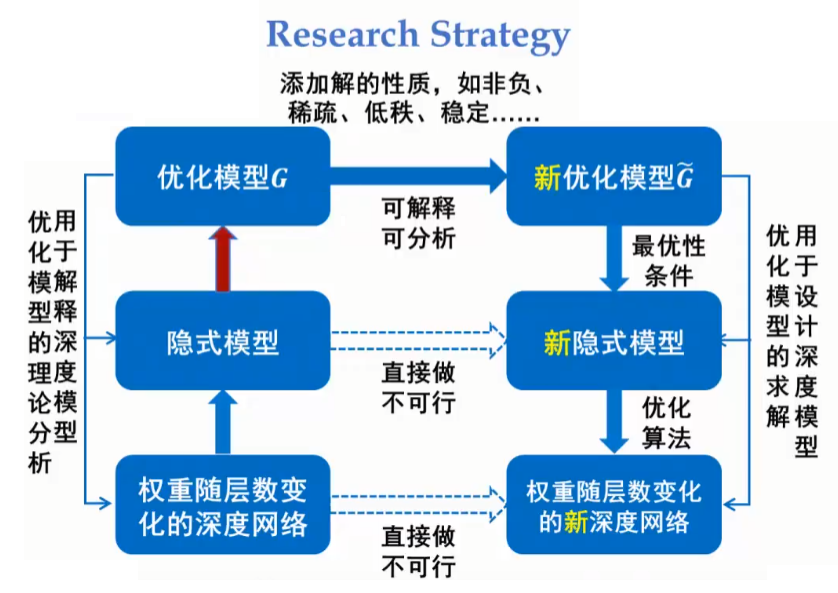 Research Strategy
添加解的性质，如非负、
稀疏、低秩、稳定......
优化模型G
可解释
可分析
新优化模型G̃
最优性
条件
隐式模型
直接做
不可行
新隐式模型
优化
算法
权重随层数变
化的深度网络
直接做
不可行
权重随层数变化
的新深度网络
优化模型的理论分析
用于解释深度模型
优化模型的求解
用于设计深度模型